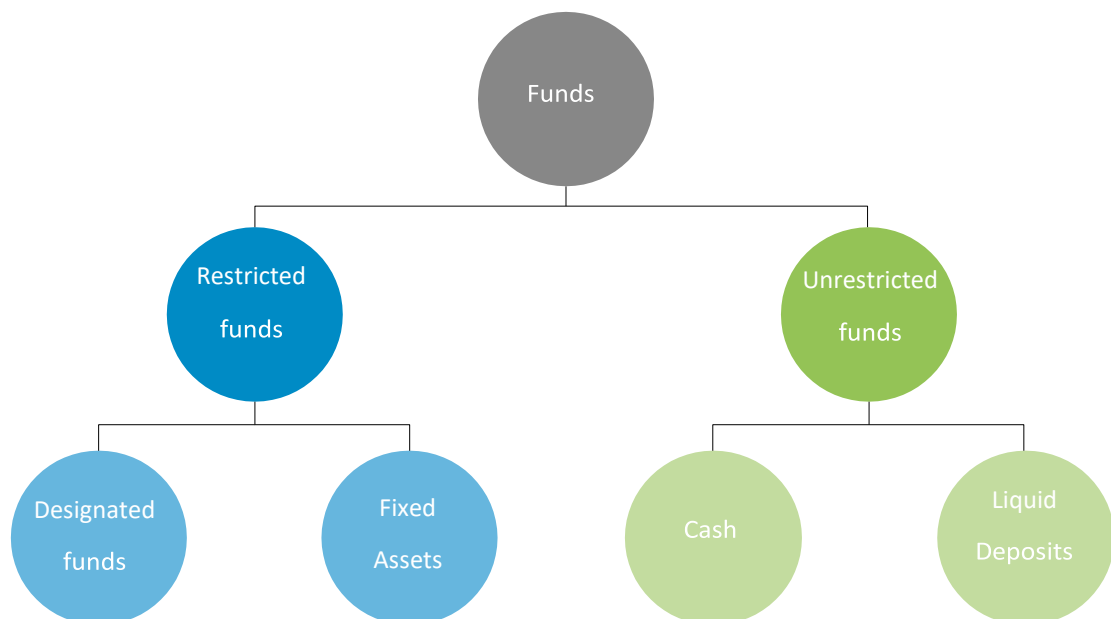 Funds
Restricted
funds
Unrestricted
funds
Designated
funds
Fixed
Assets
Cash
Liquid
Deposits